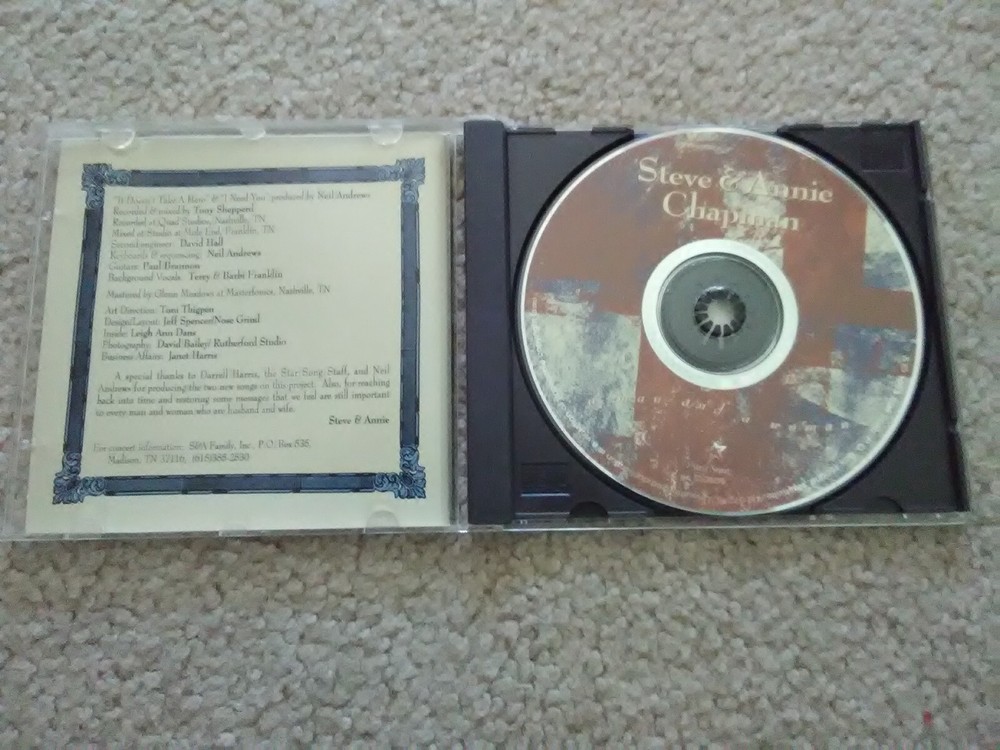 "It Doesn't Take A Hero" & "I Need You" produced by Neil Andrews
Recorded & mixed by Tony Sheppard
Recorded at Quad Studios, Nashville, TN
Mixed at Studio at Mole End, Franklin, TN
Second engineer: David Hall
Keyboards & sequencing: Neil Andrews
Guitars: Paul Brannon
Background Vocals: Terry & Barbi Franklin
Mastered by Glenn Meadows at Masterfonics, Nashville, TN
Art Direction: Toni Thigpen
Design/Layout: Jeff Spencer/Nose Grind
Inside: Leigh Ann Dans
Photography: David Bailey/ Rutherford Studio
Business Affairs: Janet Harris
A special thanks to Darrell Harris, the Star Song Staff, and Neil
Andrews for producing the two new songs on this project. Also, for reaching
back into time and restoring some messages that we feel are still important
to every man and woman who are husband and wife.
Steve & Annie
For concert information: S&A Family, Inc., P.O. Box 535,
Madison, TN 37116, (615)385-2530
Steve & Annie
Chapman
woman